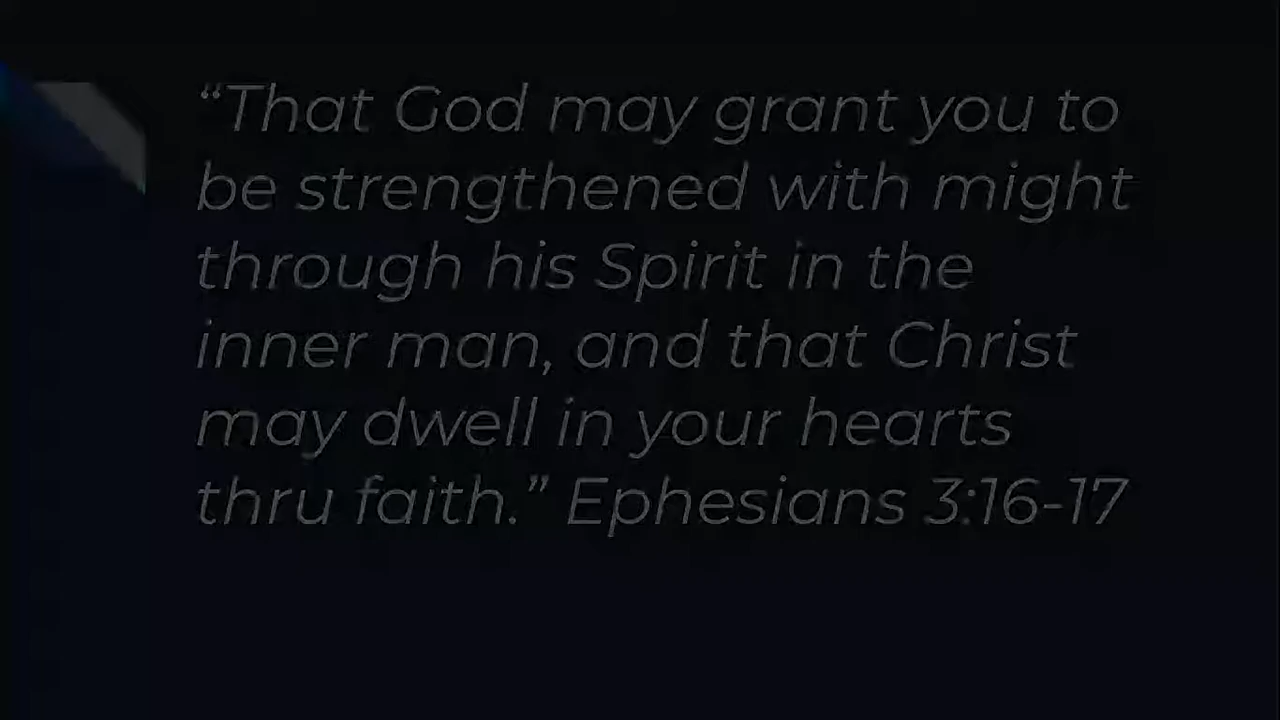 “That God may grant you to
be strengthened with might
through his Spirit in the
inner man, and that Christ
may dwell in your hearts
thru faith.” Ephesians 3:16-17